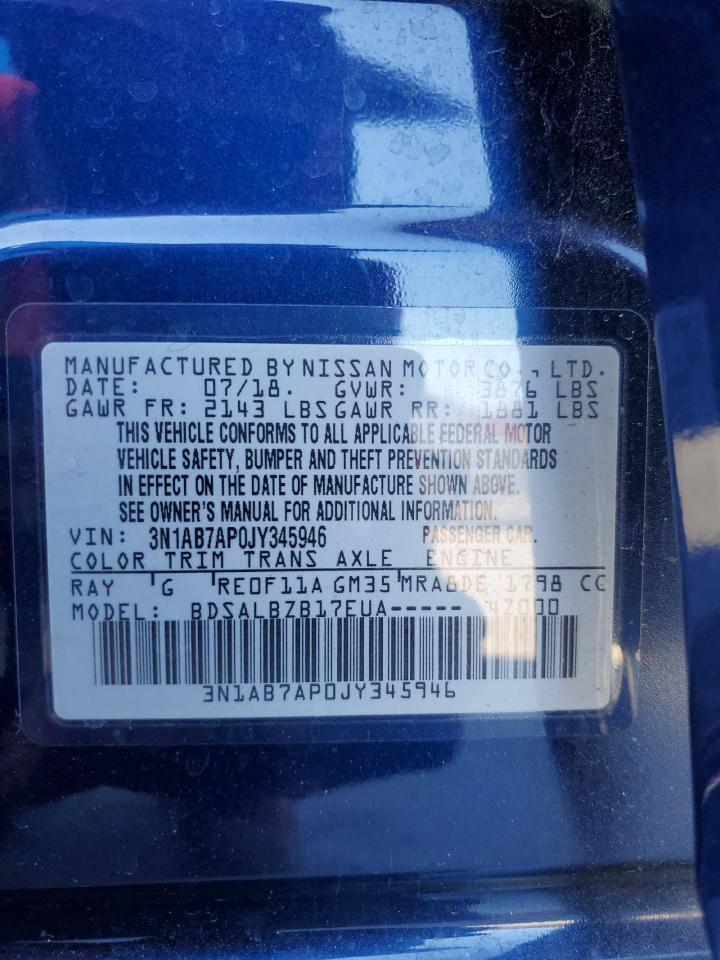 MANUFACTURED BY NISSAN MOTOR CO., LTD.
DATE: 07/18. GVWR: 3876 LBS
GAWR FR: 2143 LBS GAWR RR: 1881 LBS
THIS VEHICLE CONFORMS TO ALL APPLICABLE FEDERAL MOTOR
VEHICLE SAFETY, BUMPER AND THEFT PREVENTION STANDARDS
IN EFFECT ON THE DATE OF MANUFACTURE SHOWN ABOVE.
SEE OWNER'S MANUAL FOR ADDITIONAL INFORMATION.
VIN: 3N1AB7AP0JY345946 PASSENGER CAR.
COLOR TRIM TRANS AXLE ENGINE
RAY 'G RE0F11A GM35 'MRA8DE 1798 CC
MODEL: BDSALBZB17EUA----- 4Z000
3N1AB7AP0JY345946